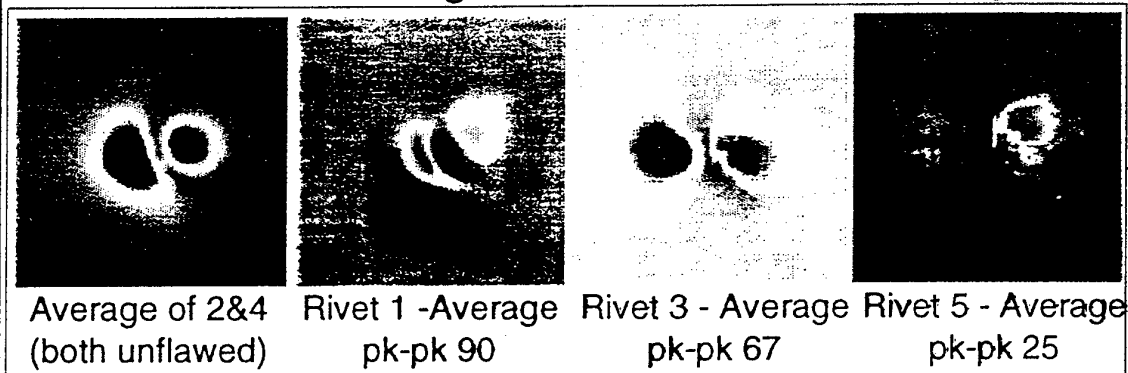 Average of 2&4 Rivet 1 -Average Rivet 3 - Average Rivet 5 - Average
(both unflawed) pk-pk 90 pk-pk 67 pk-pk 25